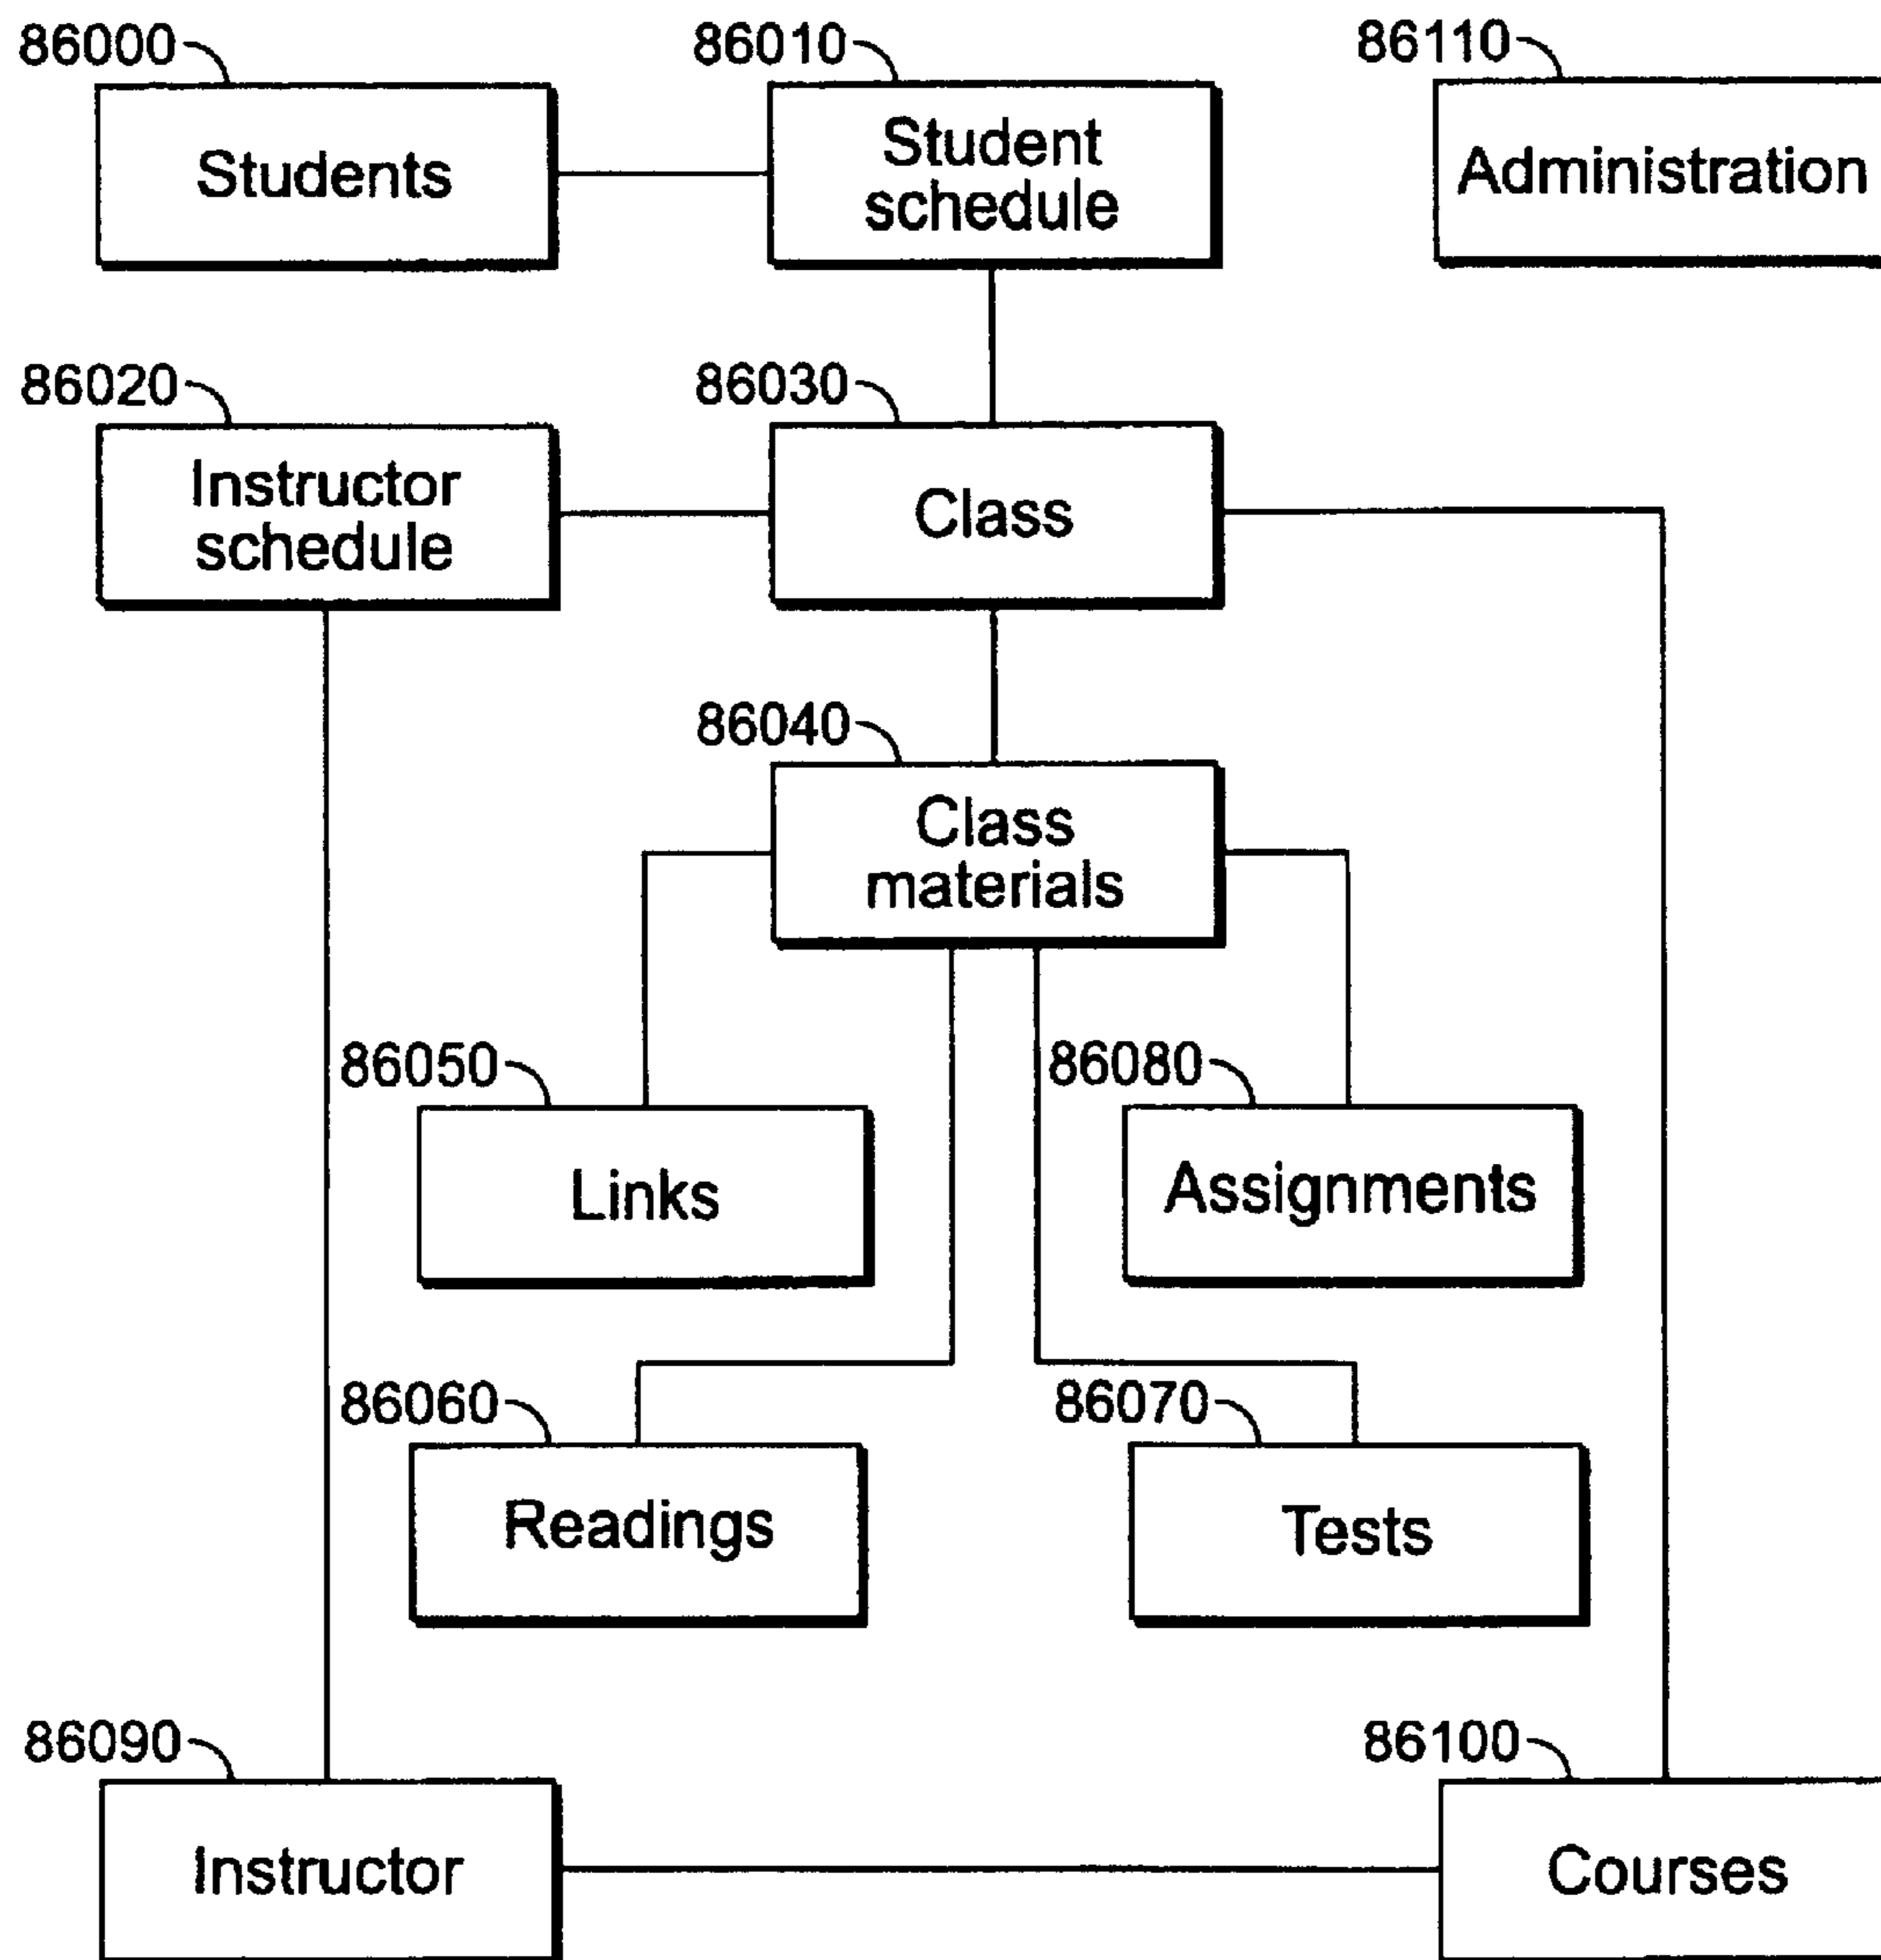 86000
Students
86010
Student
schedule
86110
Administration
86020
Instructor
schedule
86030
Class
86040
Class
materials
86050
Links
86080
Assignments
86060
Readings
86070
Tests
86090
Instructor
86100
Courses